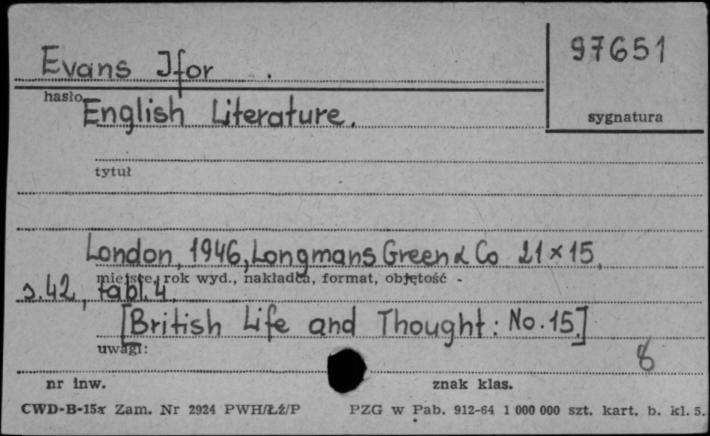 Evans Ifor .
97651
hasło
English Literature.
sygnatura
tytuł
London, 1946, Longmans Green & Co 21 x 15,
miejsce, rok wyd., nakładca, format, objętość
s. 42, tabl. 4.
[British Life and Thought: No. 15.]
uwagi:
8
nr inw.
znak klas.
CWD-B-15a Zam. Nr 2924 PWH/ŁŻ/P
PZG w Pab. 912-64 1 000 000 szt. kart. b. kl. 5.